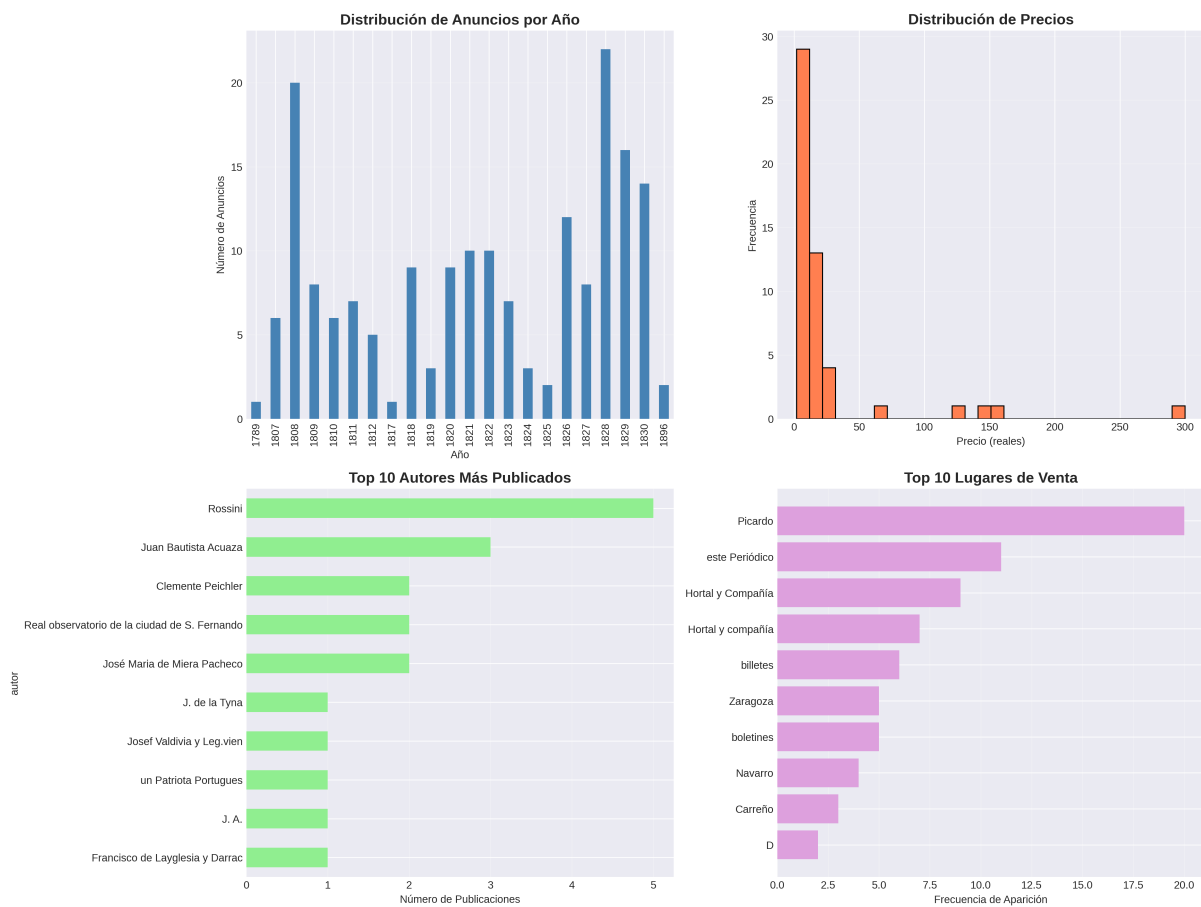 Distribución de Anuncios por Año
Número de Anuncios
20
15
10
5
0
1789
1807
1808
1809
1810
1811
1812
1817
1818
1819
1820
1821
1822
1823
1824
1825
1826
1827
1828
1829
1830
1896
Año
Distribución de Precios
Frecuencia
30
25
20
15
10
5
0
0
50
100
150
200
250
300
Precio (reales)
Top 10 Autores Más Publicados
autor
Rossini
Juan Bautista Acuaza
Clemente Peichler
Real observatorio de la ciudad de S. Fernando
José Maria de Miera Pacheco
J. de la Tyna
Josef Valdivia y Leg.vien
un Patriota Portugues
J. A.
Francisco de Layglesia y Darrac
0
1
2
3
4
5
Número de Publicaciones
Top 10 Lugares de Venta
Picardo
este Periódico
Hortal y Compañía
Hortal y compañía
billetes
Zaragoza
boletines
Navarro
Carreño
D
0.0
2.5
5.0
7.5
10.0
12.5
15.0
17.5
20.0
Frecuencia de Aparición